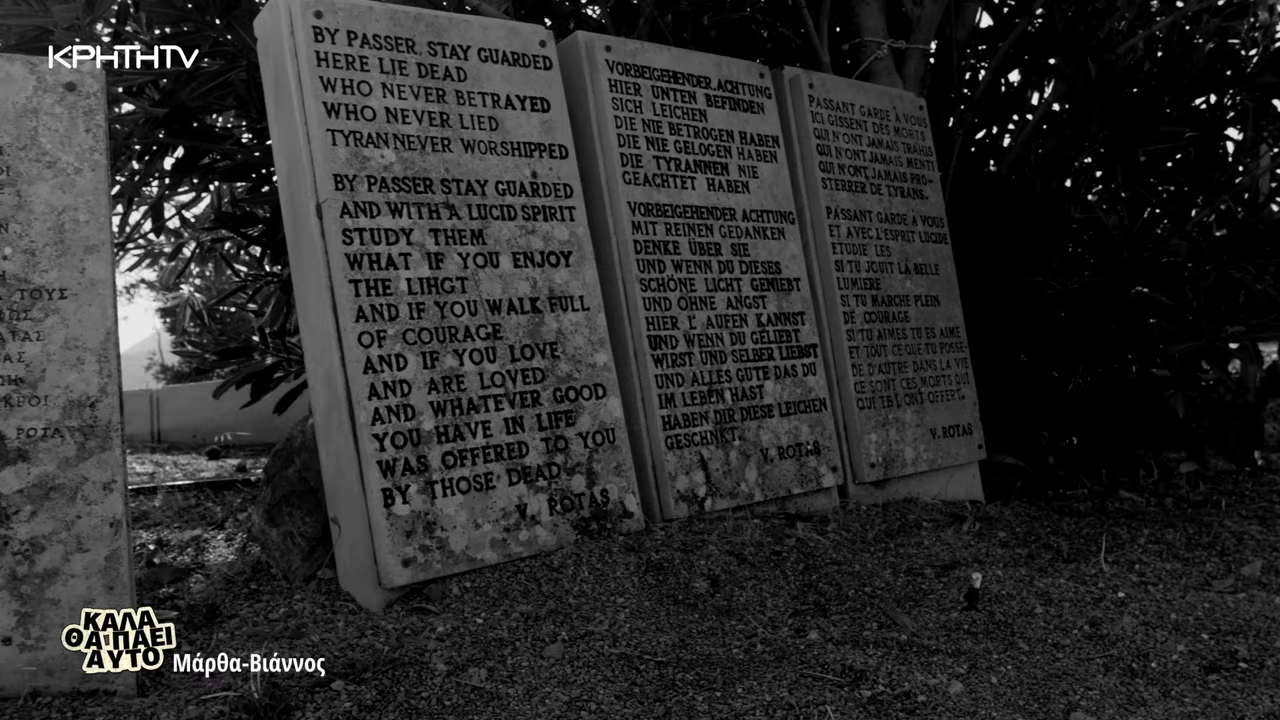 ΚΡΗΤΗTV
ΤΟΥΣ
ΡΟΤΑΣ
BY PASSER. STAY GUARDED
HERE LIE DEAD
WHO NEVER BETRAYED
WHO NEVER LIED
TYRAN NEVER WORSHIPPED
BY PASSER STAY GUARDED
AND WITH A LUCID SPIRIT
STUDY THEM
WHAT IF YOU ENJOY
THE LIHGT
AND IF YOU WALK FULL
OF COURAGE
AND IF YOU LOVE
AND ARE LOVED
AND WHATEVER GOOD
YOU HAVE IN LIFE
WAS OFFERED TO YOU
BY THOSE DEAD
V. ROTAS
VORBEIGEHENDER.ACHTUNG
HIER UNTEN BEFINDEN
SICH LEICHEN
DIE NIE BETROGEN HABEN
DIE NIE GELOGEN HABEN
DIE TYRANNEN NIE
GEACHTET HABEN
VORBEIGEHENDER ACHTUNG
MIT REINEN GEDANKEN
DENKE ÜBER SIE
UND WENN DU DIESES
SCHÖNE LICHT GENIEBT
UND OHNE ANGST
HIER L'AUFEN KANNST
UND WENN DU GELIEBT
WIRST UND SELBER LIEBST
UND ALLES GUTE DAS DU
IM LEBEN HAST
HABEN DIR DIESE LEICHEN
GESCHNKT.
V. ROTAS
PASSANT GARDE À VOUS
ICI GISSENT DES MORTS
QUI N'ONT JAMAIS TRAHIS
QUI N'ONT JAMAIS MENTI
QUI N'ONT JAMAIS PRO-
STERRER DE TYRANS.
PASSANT GARDE À VOUS
ET AVEC L'ESPRIT LUCIDE
ETUDIE LES
SI TU JOUIT LA BELLE
LUMIERE
SI TU MARCHE PLEIN
DE COURAGE
SI TU AIMES TU ES AIME
ET TOUT CE QUE TU POSSE-
DE D'AUTRE DANS LA VIE
CE SONT CES MORTS QUI
QUI TE L'ONT OFFERT.
V. ROTAS
ΚΑΛΑ
ΘΑ ΠΑΕΙ
ΑΥΤΟ
Μάρθα-Βιάννος